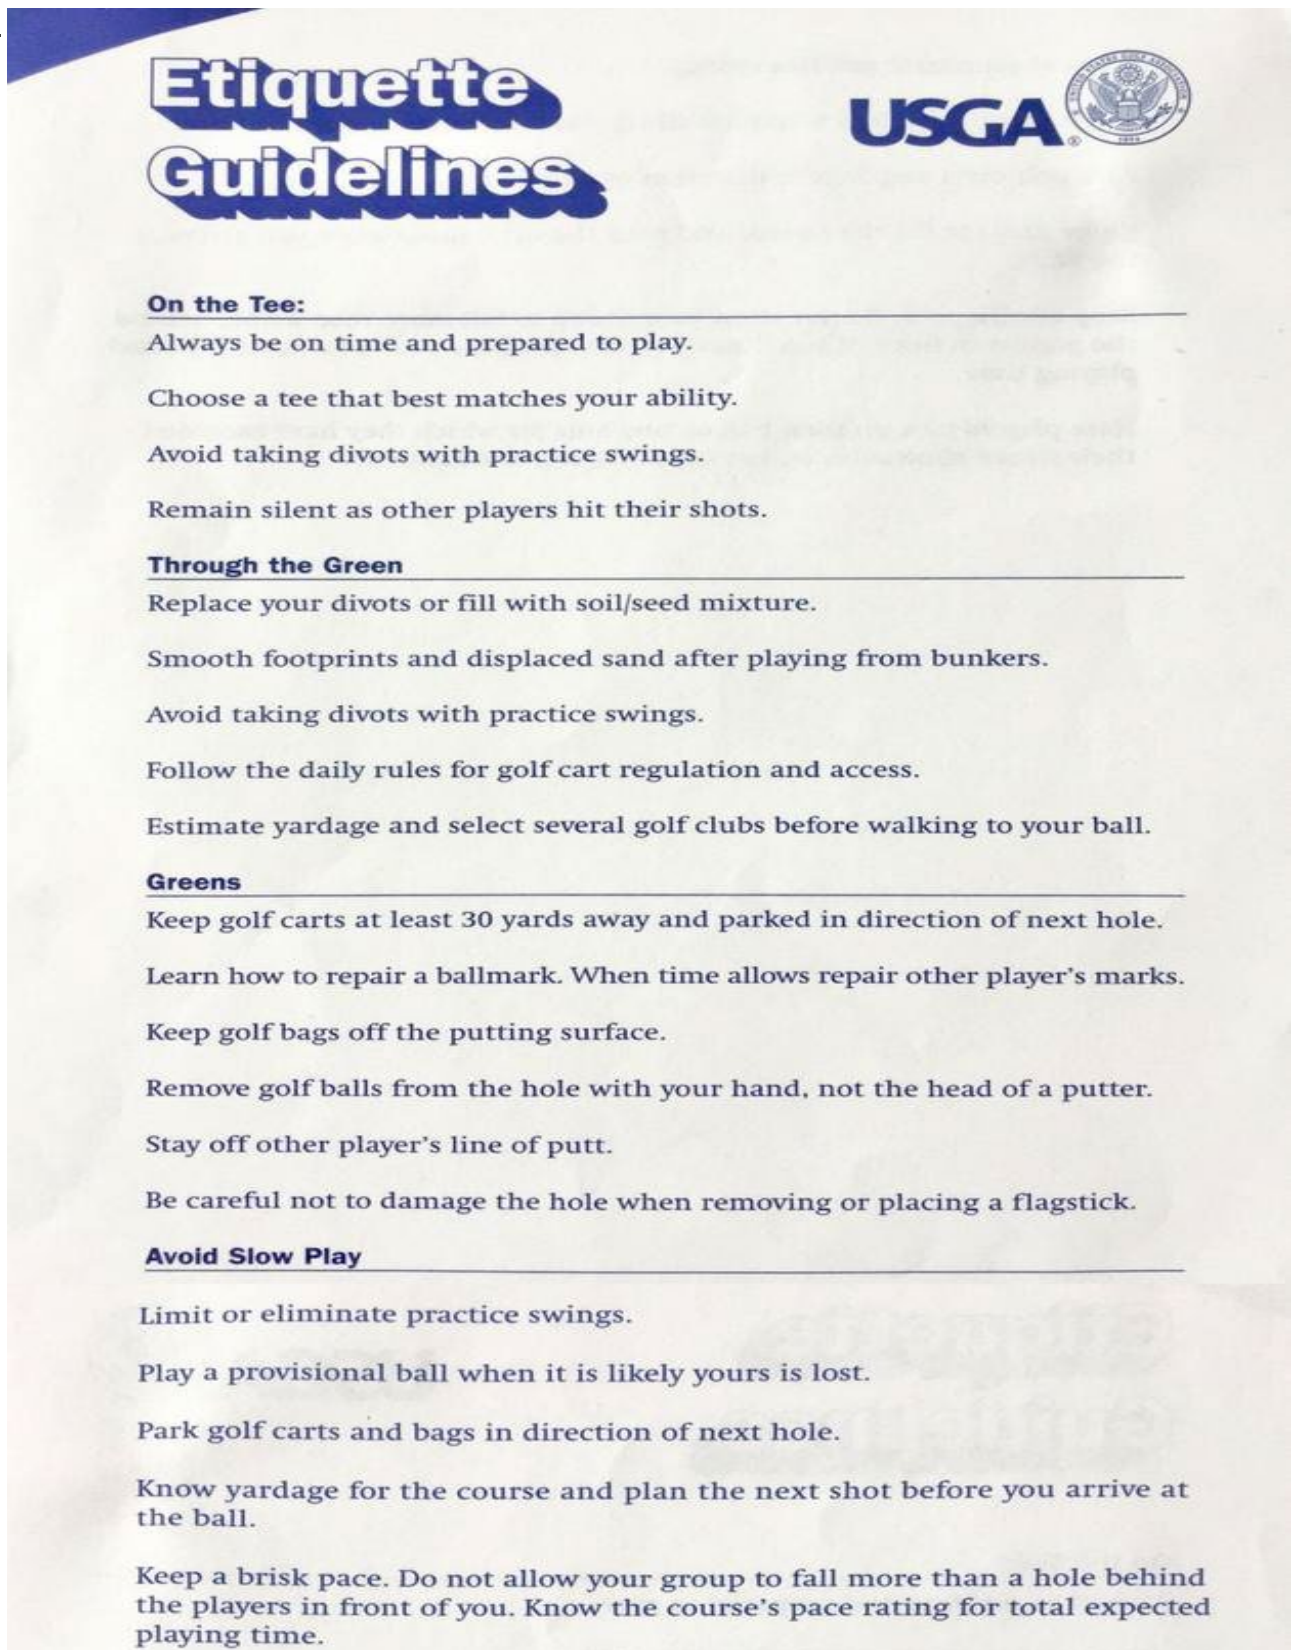 Etiquette
Guidelines
USGA®
UNITED STATES GOLF ASSOCIATION
1894
On the Tee:
Always be on time and prepared to play.
Choose a tee that best matches your ability.
Avoid taking divots with practice swings.
Remain silent as other players hit their shots.
Through the Green
Replace your divots or fill with soil/seed mixture.
Smooth footprints and displaced sand after playing from bunkers.
Avoid taking divots with practice swings.
Follow the daily rules for golf cart regulation and access.
Estimate yardage and select several golf clubs before walking to your ball.
Greens
Keep golf carts at least 30 yards away and parked in direction of next hole.
Learn how to repair a ballmark. When time allows repair other player's marks.
Keep golf bags off the putting surface.
Remove golf balls from the hole with your hand, not the head of a putter.
Stay off other player's line of putt.
Be careful not to damage the hole when removing or placing a flagstick.
Avoid Slow Play
Limit or eliminate practice swings.
Play a provisional ball when it is likely yours is lost.
Park golf carts and bags in direction of next hole.
Know yardage for the course and plan the next shot before you arrive at
the ball.
Keep a brisk pace. Do not allow your group to fall more than a hole behind
the players in front of you. Know the course's pace rating for total expected
playing time.